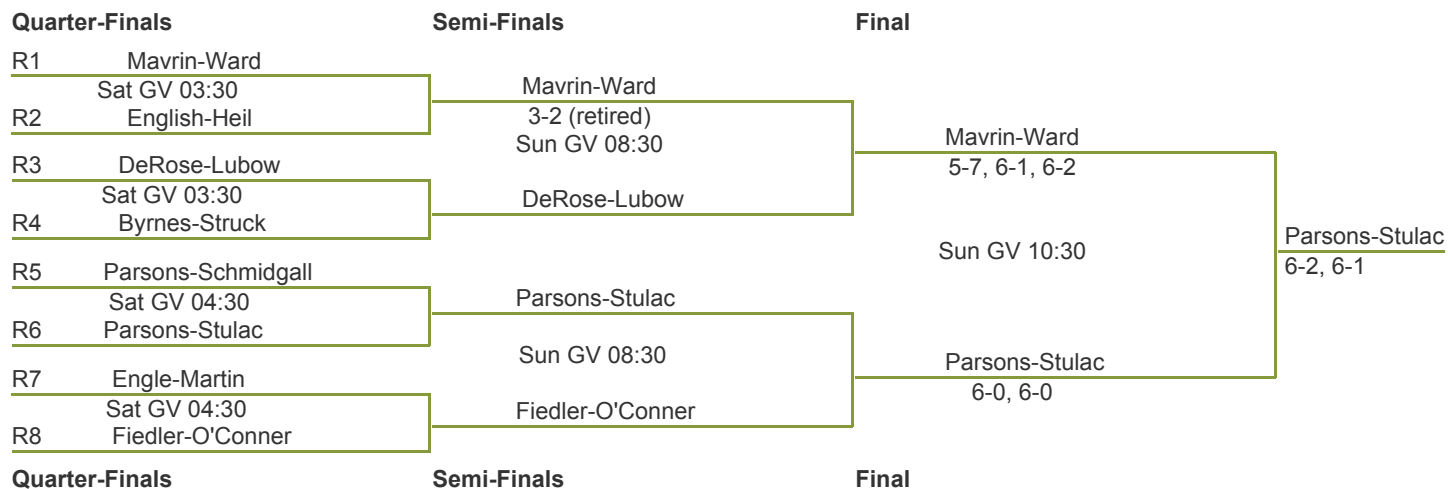 Quarter-Finals Semi-Finals Final
R1 Mavrin-Ward
Sat GV 03:30
R2 English-Heil
Mavrin-Ward
3-2 (retired)
Sun GV 08:30
R3 DeRose-Lubow
Sat GV 03:30
R4 Byrnes-Struck
DeRose-Lubow
Mavrin-Ward
5-7, 6-1, 6-2
Sun GV 10:30
Parsons-Stulac
6-2, 6-1
R5 Parsons-Schmidgall
Sat GV 04:30
R6 Parsons-Stulac
Parsons-Stulac
Sun GV 08:30
R7 Engle-Martin
Sat GV 04:30
R8 Fiedler-O'Conner
Fiedler-O'Conner
Parsons-Stulac
6-0, 6-0
Quarter-Finals Semi-Finals Final